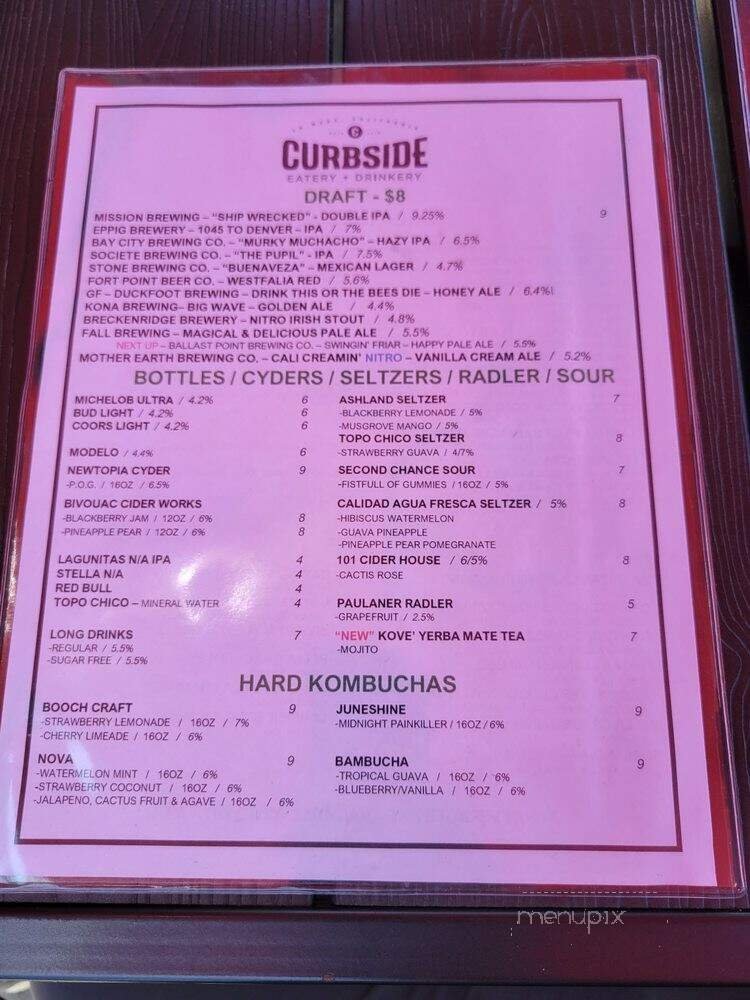 LA MESA, CALIFORNIA
C
CURBSIDE
EATERY + DRINKERY
DRAFT - $8
MISSION BREWING – "SHIP WRECKED" - DOUBLE IPA / 9.25% 9
EPPIG BREWERY – 1045 TO DENVER – IPA / 7%
BAY CITY BREWING CO. – "MURKY MUCHACHO" – HAZY IPA / 6.5%
SOCIETE BREWING CO. – "THE PUPIL" - IPA / 7.5%
STONE BREWING CO. – "BUENAVEZA" – MEXICAN LAGER / 4.7%
FORT POINT BEER CO. – WESTFALIA RED / 5.6%
GF – DUCKFOOT BREWING – DRINK THIS OR THE BEES DIE – HONEY ALE / 6.4%
KONA BREWING– BIG WAVE – GOLDEN ALE / 4.4%
BRECKENRIDGE BREWERY – NITRO IRISH STOUT / 4.8%
FALL BREWING – MAGICAL & DELICIOUS PALE ALE / 5.5%
NEXT UP – BALLAST POINT BREWING CO. – SWINGIN' FRIAR – HAPPY PALE ALE / 5.5%
MOTHER EARTH BREWING CO. – CALI CREAMIN' NITRO – VANILLA CREAM ALE / 5.2%
BOTTLES / CYDERS / SELTZERS / RADLER / SOUR
MICHELOB ULTRA / 4.2% 6
BUD LIGHT / 4.2% 6
COORS LIGHT / 4.2% 6
MODELO / 4.4% 6
NEWTOPIA CYDER 9
-P.O.G. / 16OZ / 6.5%
BIVOUAC CIDER WORKS
-BLACKBERRY JAM / 12OZ / 6% 8
-PINEAPPLE PEAR / 12OZ / 6% 8
LAGUNITAS N/A IPA 4
STELLA N/A 4
RED BULL 4
TOPO CHICO – MINERAL WATER 4
LONG DRINKS 7
-REGULAR / 5.5%
-SUGAR FREE / 5.5%
ASHLAND SELTZER 7
-BLACKBERRY LEMONADE / 5%
-MUSGROVE MANGO / 5%
TOPO CHICO SELTZER 8
-STRAWBERRY GUAVA / 4/7%
SECOND CHANCE SOUR 7
-FISTFULL OF GUMMIES / 16OZ / 5%
CALIDAD AGUA FRESCA SELTZER / 5% 8
-HIBISCUS WATERMELON
-GUAVA PINEAPPLE
-PINEAPPLE PEAR POMEGRANATE
101 CIDER HOUSE / 6/5% 8
-CACTIS ROSE
PAULANER RADLER 5
-GRAPEFRUIT / 2.5%
"NEW" KOVE' YERBA MATE TEA 7
-MOJITO
HARD KOMBUCHAS
BOOCH CRAFT 9
-STRAWBERRY LEMONADE / 16OZ / 7%
-CHERRY LIMEADE / 16OZ / 6%
NOVA 9
-WATERMELON MINT / 16OZ / 6%
-STRAWBERRY COCONUT / 16OZ / 6%
-JALAPENO, CACTUS FRUIT & AGAVE / 16OZ / 6%
JUNESHINE 9
-MIDNIGHT PAINKILLER / 16OZ / 6%
BAMBUCHA 9
-TROPICAL GUAVA / 16OZ / 6%
-BLUEBERRY/VANILLA / 16OZ / 6%
menupix